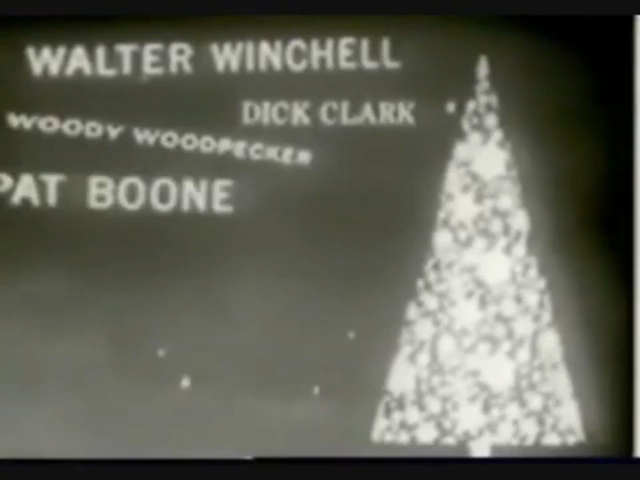 WALTER WINCHELL
DICK CLARK
WOODY WOODPECKER
PAT BOONE